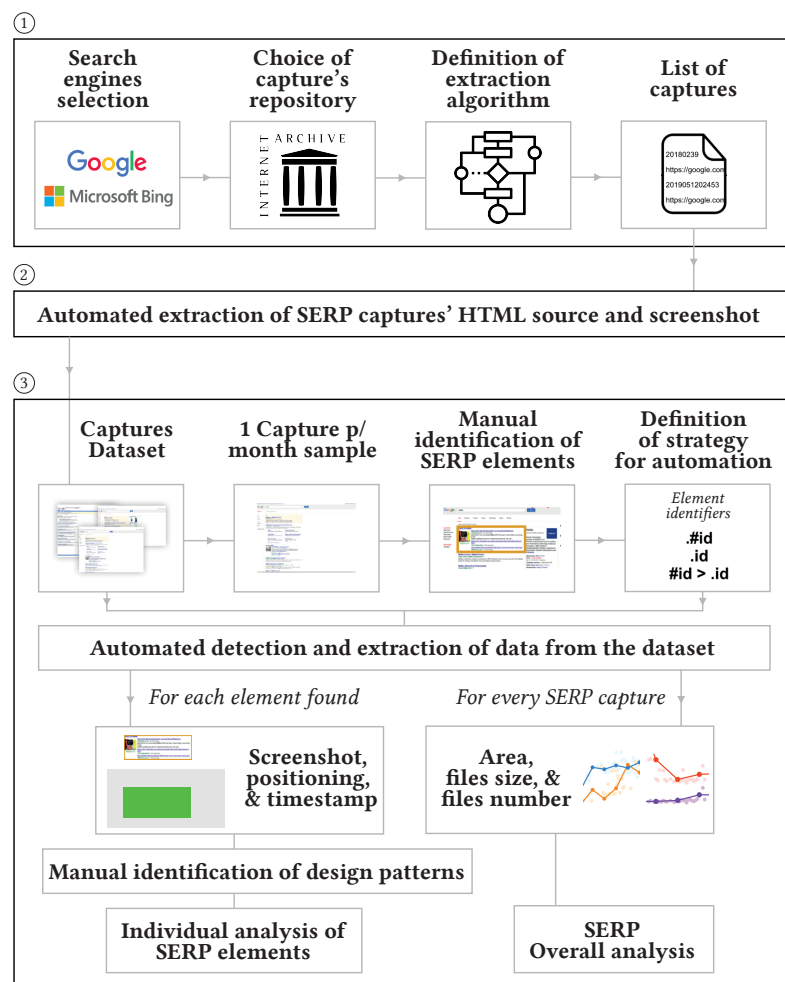 1
Search
engines
selection
Choice of
capture's
repository
Definition of
extraction
algorithm
List of
captures
Google
Microsoft Bing
INTERNET
ARCHIVE
20180239
https://google.com
2019051202453
https://google.com
2
Automated extraction of SERP captures' HTML source and screenshot
3
Captures
Dataset
1 Capture p/
month sample
Manual
identification of
SERP elements
Definition
of strategy
for automation
Element
identifiers
.#id
.id
#id > .id
Automated detection and extraction of data from the dataset
For each element found
For every SERP capture
Screenshot,
positioning,
& timestamp
Area,
files size, &
files number
Manual identification of design patterns
Individual analysis of
SERP elements
SERP
Overall analysis